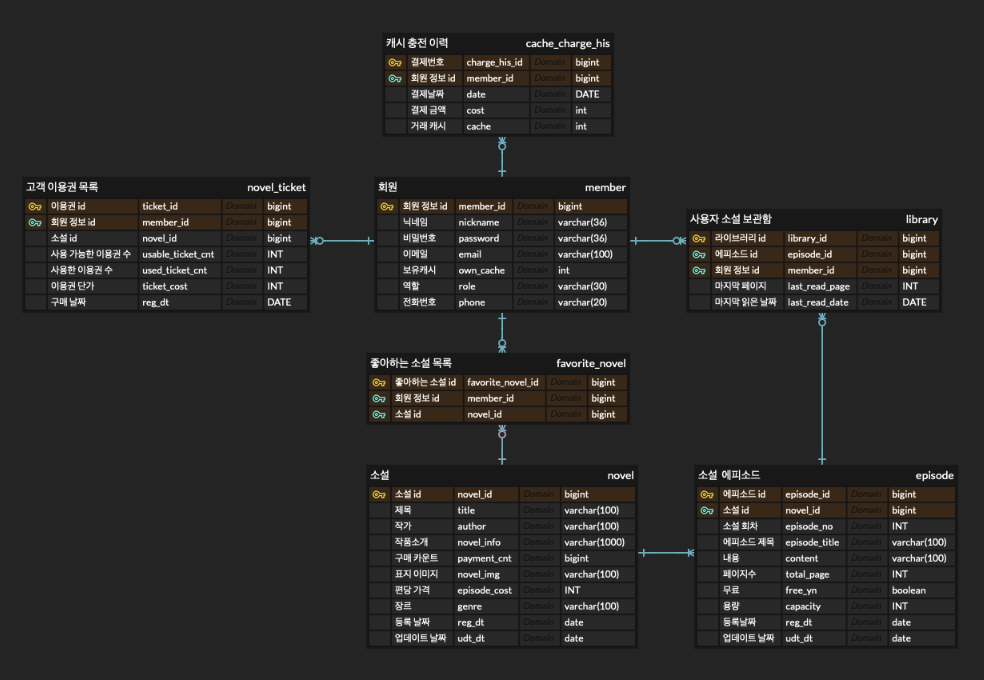 캐시 충전 이력 cache_charge_his
결제번호 charge_his_id Domain bigint
회원 정보 id member_id Domain bigint
결제날짜 date Domain DATE
결제 금액 cost Domain int
거래 캐시 cache Domain int
고객 이용권 목록 novel_ticket
이용권 id ticket_id Domain bigint
회원 정보 id member_id Domain bigint
소설 id novel_id Domain bigint
사용 가능한 이용권 수 usable_ticket_cnt Domain INT
사용한 이용권 수 used_ticket_cnt Domain INT
이용권 단가 ticket_cost Domain INT
구매 날짜 reg_dt Domain DATE
회원 member
회원 정보 id member_id Domain bigint
닉네임 nickname Domain varchar(36)
비밀번호 password Domain varchar(36)
이메일 email Domain varchar(100)
보유캐시 own_cache Domain int
역할 role Domain varchar(30)
전화번호 phone Domain varchar(20)
사용자 소설 보관함 library
라이브러리 id library_id Domain bigint
에피소드 id episode_id Domain bigint
회원 정보 id member_id Domain bigint
마지막 페이지 last_read_page Domain INT
마지막 읽은 날짜 last_read_date Domain DATE
좋아하는 소설 목록 favorite_novel
좋아하는 소설 id favorite_novel_id Domain bigint
회원 정보 id member_id Domain bigint
소설 id novel_id Domain bigint
소설 novel
소설 id novel_id Domain bigint
제목 title Domain varchar(100)
작가 author Domain varchar(100)
작품소개 novel_info Domain varchar(1000)
구매 카운트 payment_cnt Domain bigint
표지 이미지 novel_img Domain varchar(100)
편당 가격 episode_cost Domain INT
장르 genre Domain varchar(100)
등록 날짜 reg_dt Domain date
업데이트 날짜 udt_dt Domain date
소설 에피소드 episode
에피소드 id episode_id Domain bigint
소설 id novel_id Domain bigint
소설 회차 episode_no Domain INT
에피소드 제목 episode_title Domain varchar(100)
내용 content Domain varchar(100)
페이지수 total_page Domain INT
무료 free_yn Domain boolean
용량 capacity Domain INT
등록날짜 reg_dt Domain date
업데이트 날짜 udt_dt Domain date